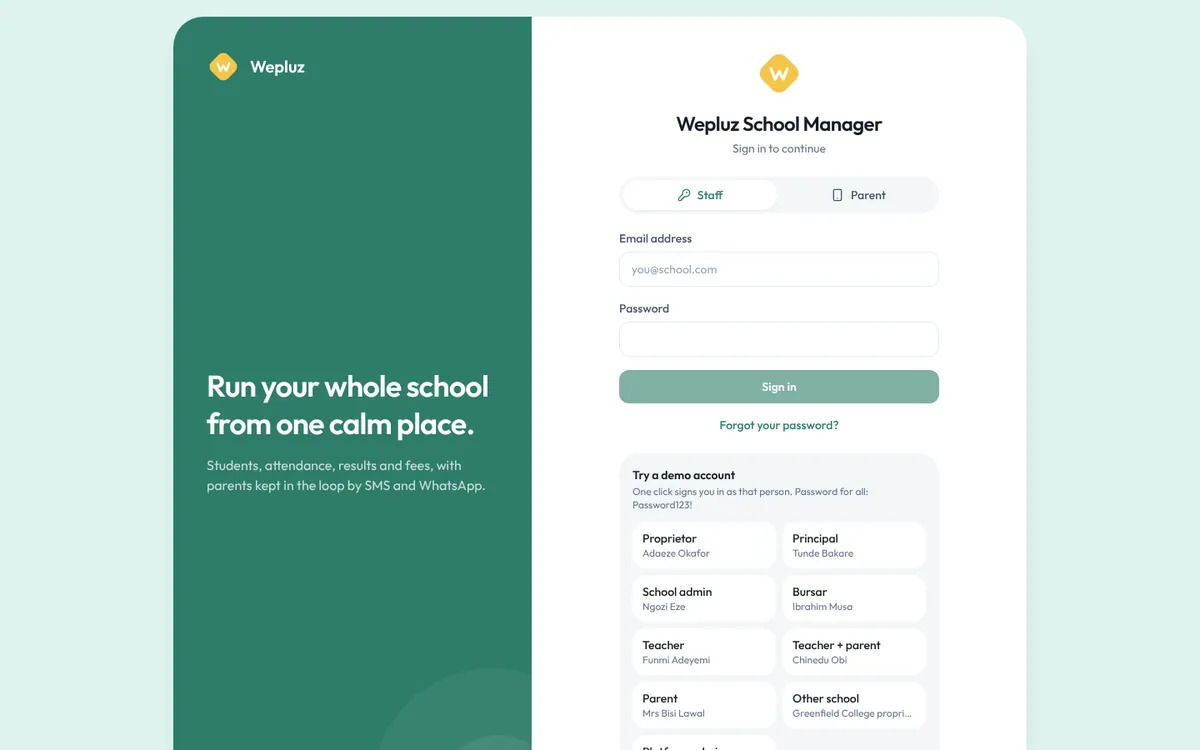 W Wepluz
Run your whole school
from one calm place.
Students, attendance, results and fees, with
parents kept in the loop by SMS and WhatsApp.
W
Wepluz School Manager
Sign in to continue
Staff
Parent
Email address
you@school.com
Password
Sign in
Forgot your password?
Try a demo account
One click signs you in as that person. Password for all:
Password123!
Proprietor
Adaeze Okafor
Principal
Tunde Bakare
School admin
Ngozi Eze
Bursar
Ibrahim Musa
Teacher
Funmi Adeyemi
Teacher + parent
Chinedu Obi
Parent
Mrs Bisi Lawal
Other school
Greenfield College propri...